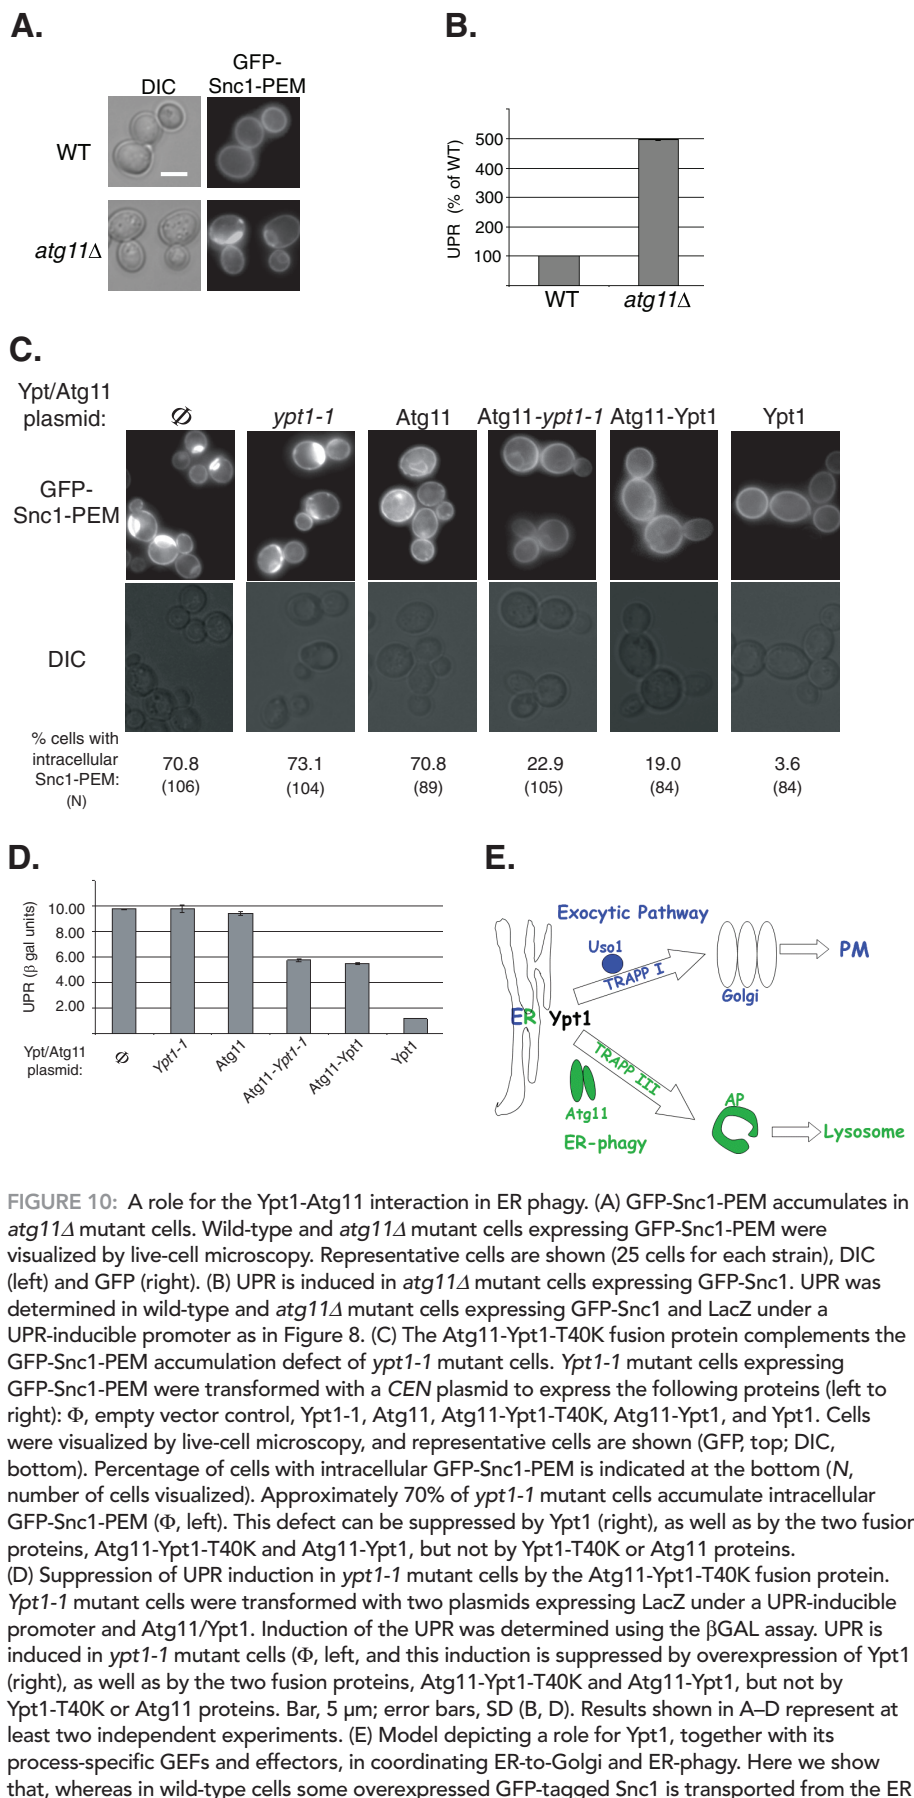 A.
DIC
GFP-
Snc1-PEM
WT
atg11Δ
B.
UPR (% of WT)
500
400
300
200
100
WT
atg11Δ
C.
Ypt/Atg11
plasmid:
Φ
ypt1-1
Atg11
Atg11-ypt1-1
Atg11-Ypt1
Ypt1
GFP-
Snc1-PEM
DIC
% cells with
intracellular
Snc1-PEM:
(N)
70.8
73.1
70.8
22.9
19.0
3.6
(106)
(104)
(89)
(105)
(84)
(84)
D.
UPR (β gal units)
10.00
8.00
6.00
4.00
2.00
Ypt/Atg11
plasmid:
Φ
Ypt1-1
Atg11
Atg11-Ypt1-1
Atg11-Ypt1
Ypt1
E.
Exocytic Pathway
Uso1
TRAPP I
Golgi
PM
ER
Ypt1
TRAPP III
Atg11
ER-phagy
AP
Lysosome
FIGURE 10: A role for the Ypt1-Atg11 interaction in ER phagy. (A) GFP-Snc1-PEM accumulates in
atg11Δ mutant cells. Wild-type and atg11Δ mutant cells expressing GFP-Snc1-PEM were
visualized by live-cell microscopy. Representative cells are shown (25 cells for each strain), DIC
(left) and GFP (right). (B) UPR is induced in atg11Δ mutant cells expressing GFP-Snc1. UPR was
determined in wild-type and atg11Δ mutant cells expressing GFP-Snc1 and LacZ under a
UPR-inducible promoter as in Figure 8. (C) The Atg11-Ypt1-T40K fusion protein complements the
GFP-Snc1-PEM accumulation defect of ypt1-1 mutant cells. Ypt1-1 mutant cells expressing
GFP-Snc1-PEM were transformed with a CEN plasmid to express the following proteins (left to
right): Φ, empty vector control, Ypt1-1, Atg11, Atg11-Ypt1-T40K, Atg11-Ypt1, and Ypt1. Cells
were visualized by live-cell microscopy, and representative cells are shown (GFP, top; DIC,
bottom). Percentage of cells with intracellular GFP-Snc1-PEM is indicated at the bottom (N,
number of cells visualized). Approximately 70% of ypt1-1 mutant cells accumulate intracellular
GFP-Snc1-PEM (Φ, left). This defect can be suppressed by Ypt1 (right), as well as by the two fusion
proteins, Atg11-Ypt1-T40K and Atg11-Ypt1, but not by Ypt1-T40K or Atg11 proteins.
(D) Suppression of UPR induction in ypt1-1 mutant cells by the Atg11-Ypt1-T40K fusion protein.
Ypt1-1 mutant cells were transformed with two plasmids expressing LacZ under a UPR-inducible
promoter and Atg11/Ypt1. Induction of the UPR was determined using the βGAL assay. UPR is
induced in ypt1-1 mutant cells (Φ, left, and this induction is suppressed by overexpression of Ypt1
(right), as well as by the two fusion proteins, Atg11-Ypt1-T40K and Atg11-Ypt1, but not by
Ypt1-T40K or Atg11 proteins. Bar, 5 µm; error bars, SD (B, D). Results shown in A–D represent at
least two independent experiments. (E) Model depicting a role for Ypt1, together with its
process-specific GEFs and effectors, in coordinating ER-to-Golgi and ER-phagy. Here we show
that, whereas in wild-type cells some overexpressed GFP-tagged Snc1 is transported from the ER